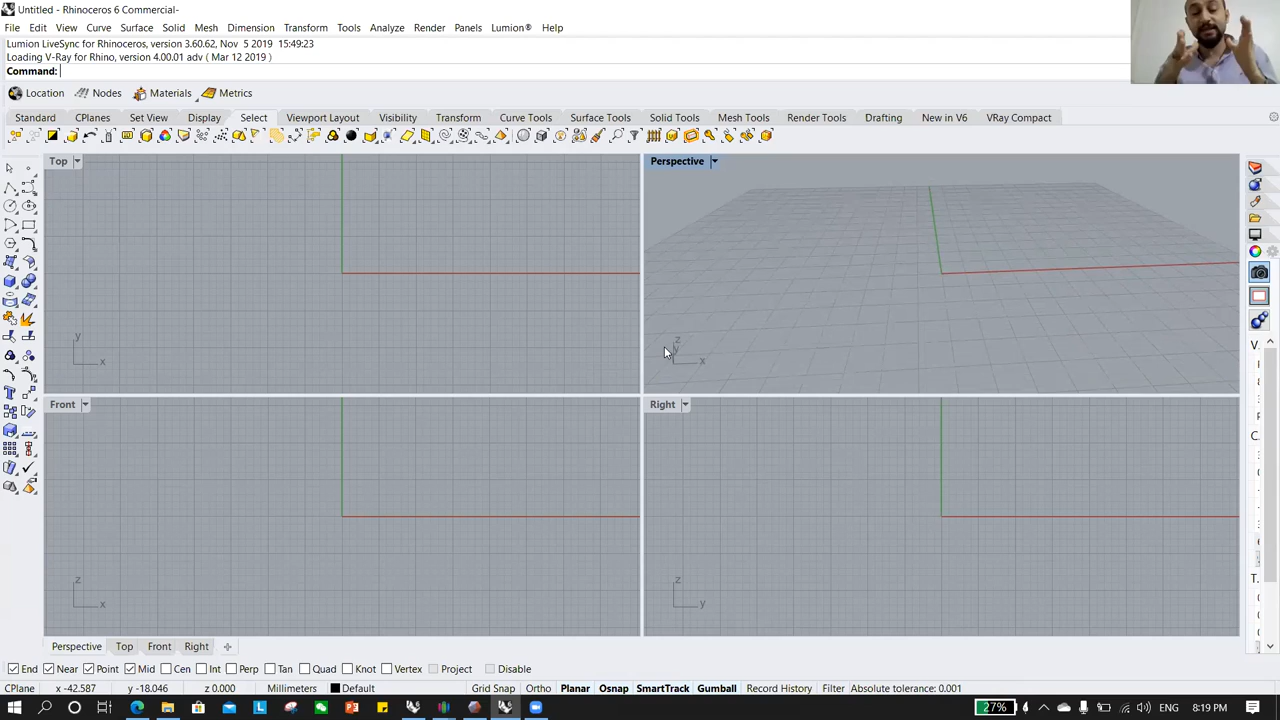 Untitled - Rhinoceros 6 Commercial-
File Edit View Curve Surface Solid Mesh Dimension Transform Tools Analyze Render Panels Lumion® Help
Lumion LiveSync for Rhinoceros, version 3.60.62, Nov 5 2019 15:49:23
Loading V-Ray for Rhino, version 4.00.01 adv ( Mar 12 2019 )
Command:
Location Nodes Materials Metrics
Standard CPlanes Set View Display Select Viewport Layout Visibility Transform Curve Tools Surface Tools Solid Tools Mesh Tools Render Tools Drafting New in V6 VRay Compact
Top Perspective
y x
z y x
Front Right
z x
z y
Perspective Top Front Right
End Near Point Mid Cen Int Perp Tan Quad Knot Vertex Project Disable
CPlane x -42.587 y -18.046 z 0.000 Millimeters Default Grid Snap Ortho Planar Osnap SmartTrack Gumball Record History Filter Absolute tolerance: 0.001
27% ENG 8:19 PM